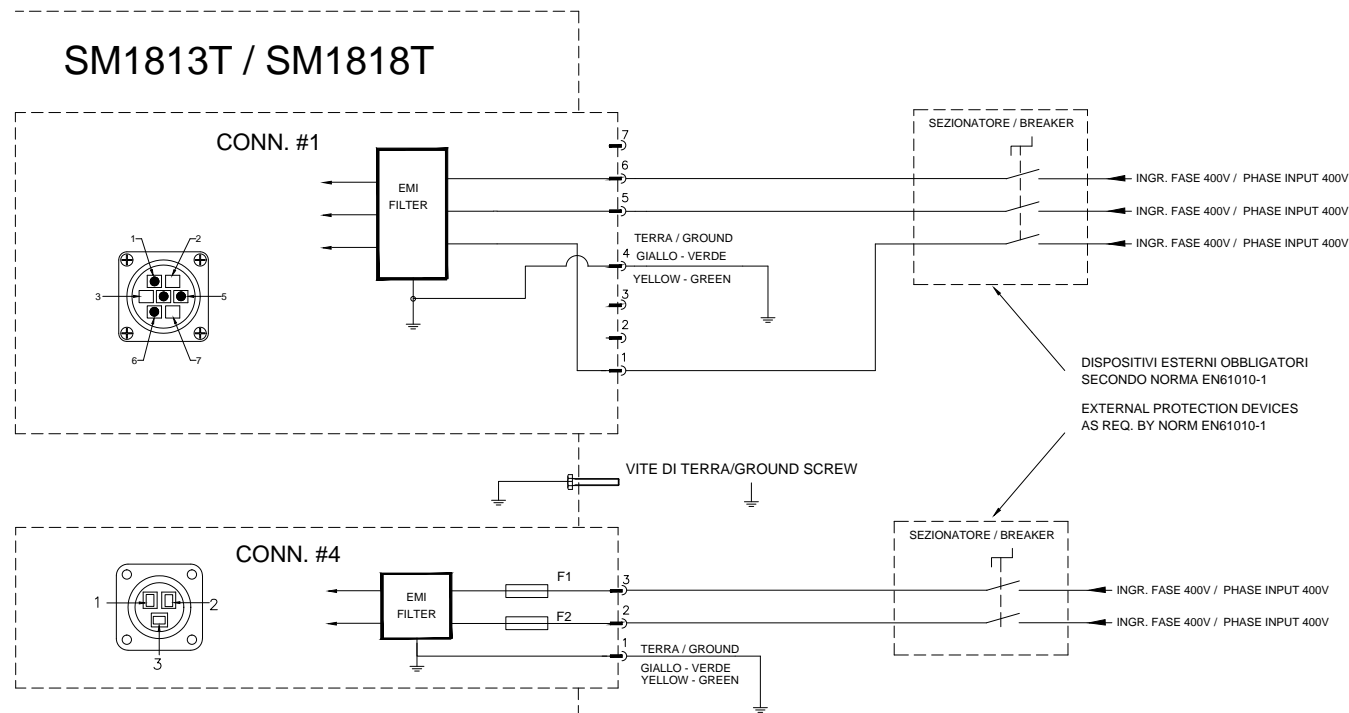 SM1813T / SM1818T
CONN. #1
EMI
FILTER
1
2
3
5
6
7
7
6
5
TERRA / GROUND
4
GIALLO - VERDE
YELLOW - GREEN
3
2
1
SEZIONATORE / BREAKER
INGR. FASE 400V / PHASE INPUT 400V
INGR. FASE 400V / PHASE INPUT 400V
INGR. FASE 400V / PHASE INPUT 400V
DISPOSITIVI ESTERNI OBBLIGATORI
SECONDO NORMA EN61010-1
EXTERNAL PROTECTION DEVICES
AS REQ. BY NORM EN61010-1
VITE DI TERRA/GROUND SCREW
CONN. #4
1
2
3
EMI
FILTER
F1
F2
3
2
1
TERRA / GROUND
GIALLO - VERDE
YELLOW - GREEN
SEZIONATORE / BREAKER
INGR. FASE 400V / PHASE INPUT 400V
INGR. FASE 400V / PHASE INPUT 400V